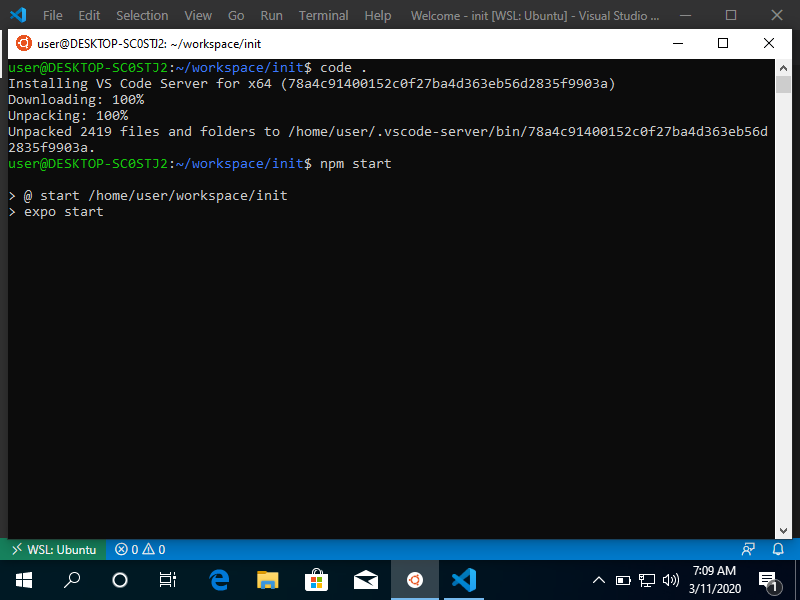 File Edit Selection View Go Run Terminal Help Welcome - init [WSL: Ubuntu] - Visual Studio ...
user@DESKTOP-SC0STJ2: ~/workspace/init
user@DESKTOP-SC0STJ2:~/workspace/init$ code .
Installing VS Code Server for x64 (78a4c91400152c0f27ba4d363eb56d2835f9903a)
Downloading: 100%
Unpacking: 100%
Unpacked 2419 files and folders to /home/user/.vscode-server/bin/78a4c91400152c0f27ba4d363eb56d
2835f9903a.
user@DESKTOP-SC0STJ2:~/workspace/init$ npm start
> @ start /home/user/workspace/init
> expo start
WSL: Ubuntu 0 0
7:09 AM
3/11/2020
1